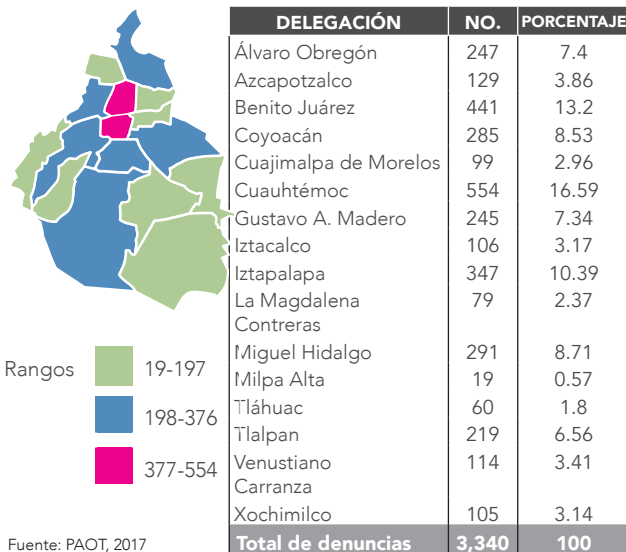 DELEGACIÓN NO. PORCENTAJE
Álvaro Obregón 247 7.4
Azcapotzalco 129 3.86
Benito Juárez 441 13.2
Coyoacán 285 8.53
Cuajimalpa de Morelos 99 2.96
Cuauhtémoc 554 16.59
Gustavo A. Madero 245 7.34
Iztacalco 106 3.17
Iztapalapa 347 10.39
La Magdalena 79 2.37
Contreras
Miguel Hidalgo 291 8.71
Milpa Alta 19 0.57
Tláhuac 60 1.8
Tlalpan 219 6.56
Venustiano 114 3.41
Carranza
Xochimilco 105 3.14
Total de denuncias 3,340 100
Rangos 19-197
198-376
377-554
Fuente: PAOT, 2017